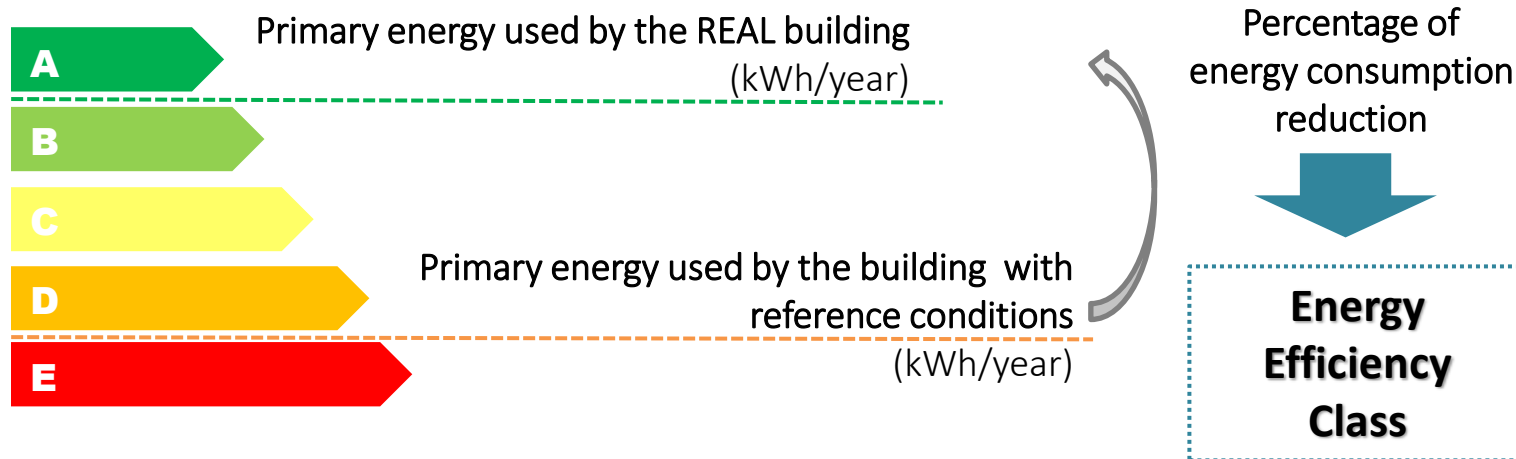 A
Primary energy used by the REAL building
(kWh/year)
B
C
D
Primary energy used by the building with
reference conditions
(kWh/year)
E
Percentage of
energy consumption
reduction
Energy
Efficiency
Class